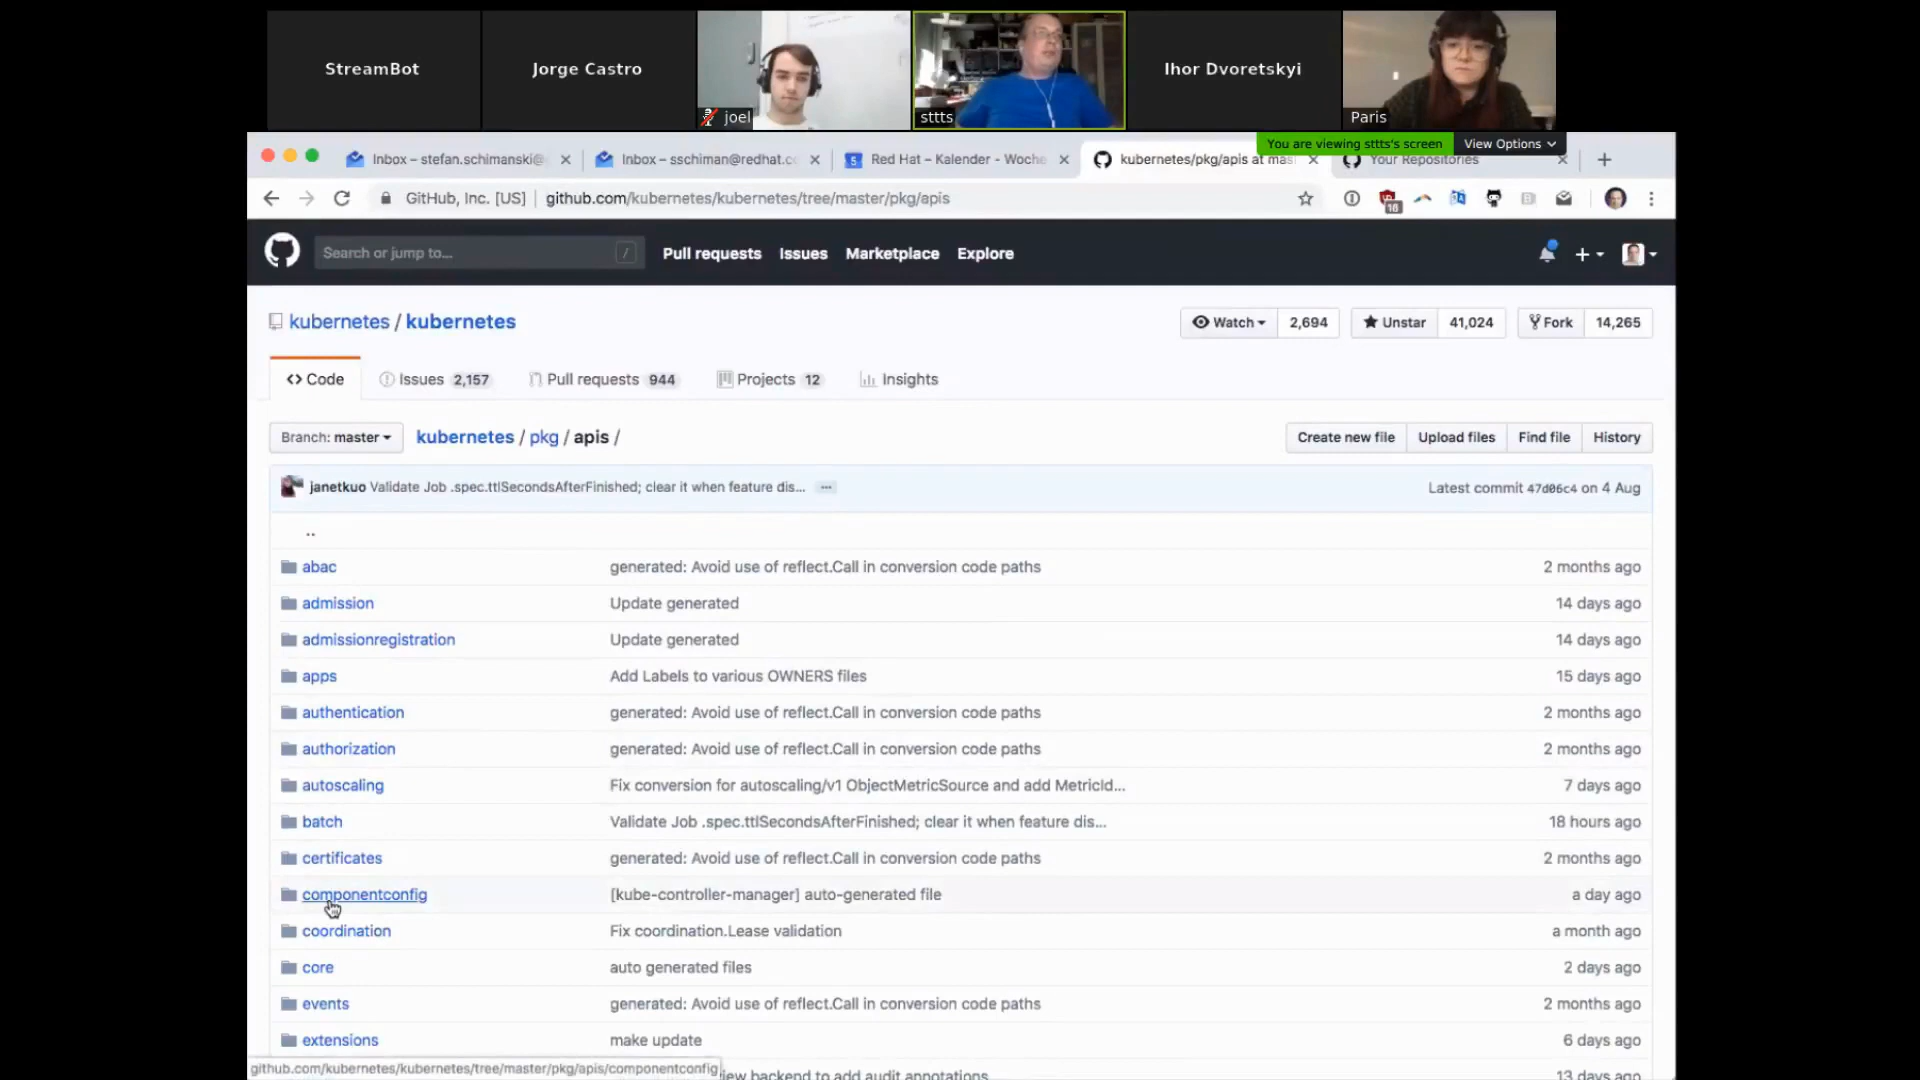 StreamBot
Jorge Castro
joel
sttts
Ihor Dvoretskyi
Paris
You are viewing sttts's screen
View Options
Inbox – stefan.schimanski@
Inbox – sschiman@redhat.c
Red Hat – Kalender - Woche
kubernetes/pkg/apis at mas
Your Repositories
GitHub, Inc. [US]
github.com/kubernetes/kubernetes/tree/master/pkg/apis
16
Search or jump to...
/
Pull requests
Issues
Marketplace
Explore
kubernetes / kubernetes
Watch
2,694
Unstar
41,024
Fork
14,265
Code
Issues 2,157
Pull requests 944
Projects 12
Insights
Branch: master
kubernetes / pkg / apis /
Create new file
Upload files
Find file
History
janetkuo Validate Job .spec.ttlSecondsAfterFinished; clear it when feature dis... ...
Latest commit 47d06c4 on 4 Aug
..
abac generated: Avoid use of reflect.Call in conversion code paths 2 months ago
admission Update generated 14 days ago
admissionregistration Update generated 14 days ago
apps Add Labels to various OWNERS files 15 days ago
authentication generated: Avoid use of reflect.Call in conversion code paths 2 months ago
authorization generated: Avoid use of reflect.Call in conversion code paths 2 months ago
autoscaling Fix conversion for autoscaling/v1 ObjectMetricSource and add MetricId... 7 days ago
batch Validate Job .spec.ttlSecondsAfterFinished; clear it when feature dis... 18 hours ago
certificates generated: Avoid use of reflect.Call in conversion code paths 2 months ago
componentconfig [kube-controller-manager] auto-generated file a day ago
coordination Fix coordination.Lease validation a month ago
core auto generated files 2 days ago
events generated: Avoid use of reflect.Call in conversion code paths 2 months ago
extensions make update 6 days ago
github.com/kubernetes/kubernetes/tree/master/pkg/apis/componentconfig
backend to add audit annotations 13 days ago